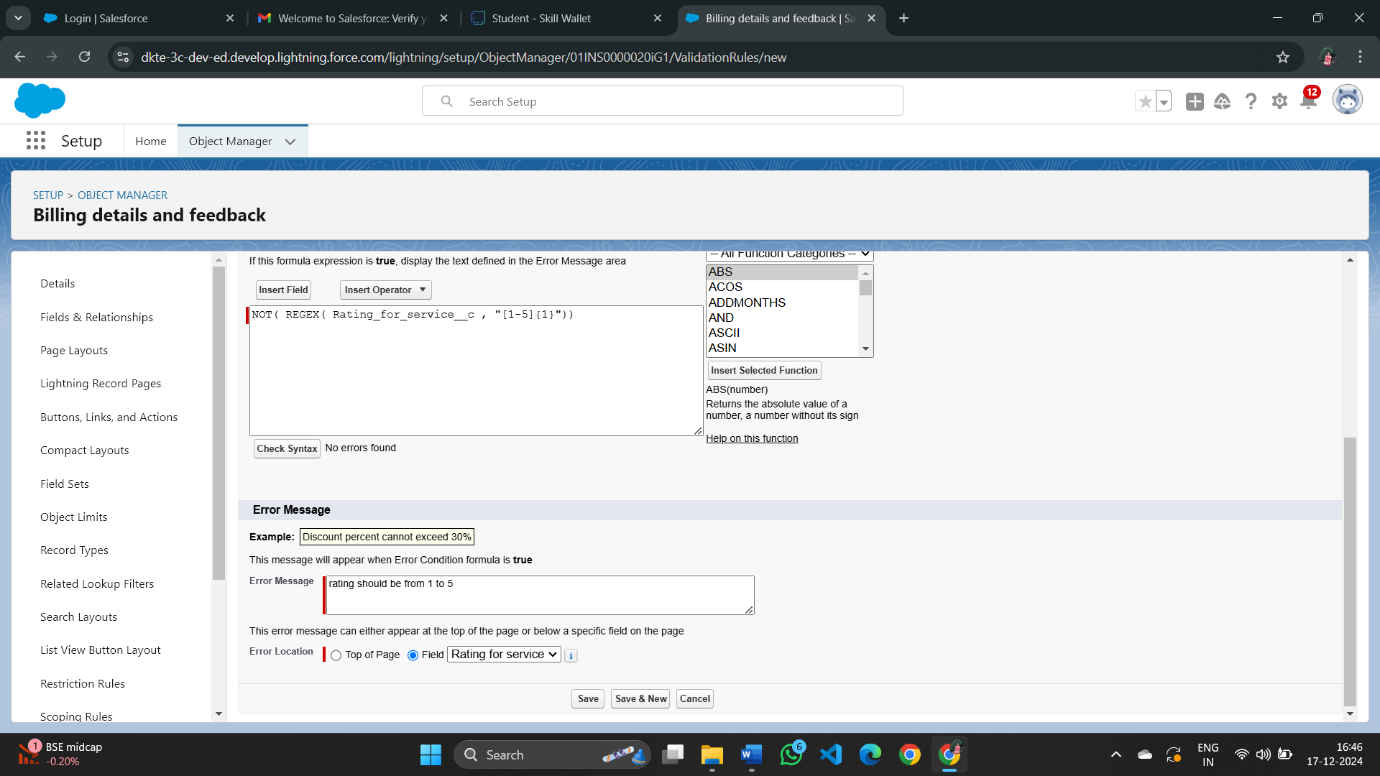 Login | Salesforce
Welcome to Salesforce: Verify y
Student - Skill Wallet
Billing details and feedback | Sa
dkte-3c-dev-ed.develop.lightning.force.com/lightning/setup/ObjectManager/01INS0000020iG1/ValidationRules/new
Search Setup
12
Setup
Home
Object Manager
SETUP > OBJECT MANAGER
Billing details and feedback
Details
Fields & Relationships
Page Layouts
Lightning Record Pages
Buttons, Links, and Actions
Compact Layouts
Field Sets
Object Limits
Record Types
Related Lookup Filters
Search Layouts
List View Button Layout
Restriction Rules
Scoping Rules
If this formula expression is true, display the text defined in the Error Message area
Insert Field
Insert Operator
NOT( REGEX( Rating_for_service__c , "[1-5]{1}"))
Check Syntax No errors found
-- All Function Categories --
ABS
ACOS
ADDMONTHS
AND
ASCII
ASIN
Insert Selected Function
ABS(number)
Returns the absolute value of a
number, a number without its sign
Help on this function
Error Message
Example: Discount percent cannot exceed 30%
This message will appear when Error Condition formula is true
Error Message
rating should be from 1 to 5
This error message can either appear at the top of the page or below a specific field on the page
Error Location Top of Page Field Rating for service i
Save Save & New Cancel
1
BSE midcap
-0.20%
Search
6
ENG
IN
16:46
17-12-2024